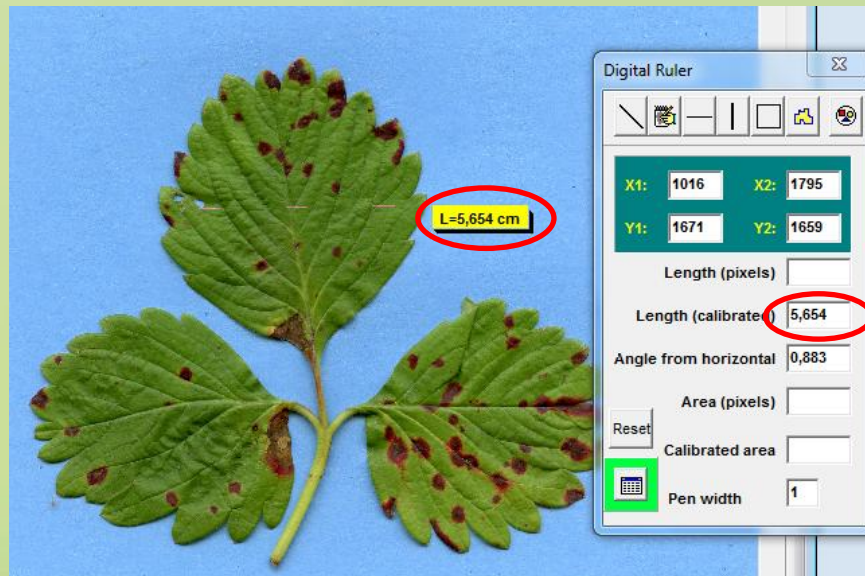 L=5,654 cm
Digital Ruler
X1: 1016 X2: 1795
Y1: 1671 Y2: 1659
Length (pixels)
Length (calibrated) 5,654
Angle from horizontal 0,883
Area (pixels)
Reset
Calibrated area
Pen width 1